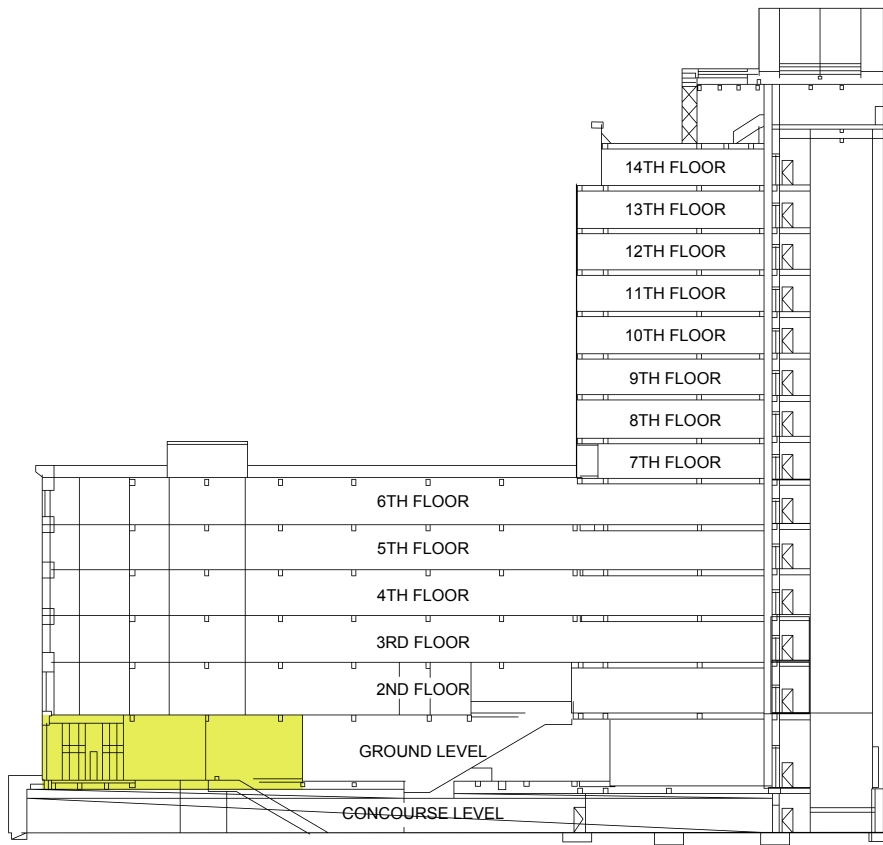 14TH FLOOR
13TH FLOOR
12TH FLOOR
11TH FLOOR
10TH FLOOR
9TH FLOOR
8TH FLOOR
7TH FLOOR
6TH FLOOR
5TH FLOOR
4TH FLOOR
3RD FLOOR
2ND FLOOR
GROUND LEVEL
CONCOURSE LEVEL